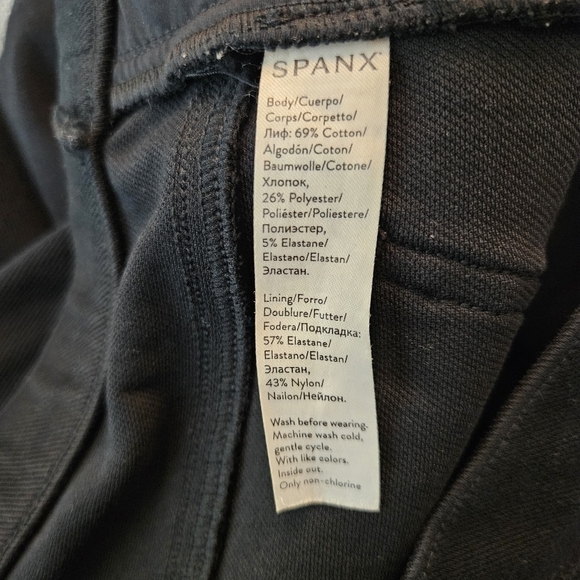 SPANX
Body/Cuerpo/
Corps/Corpetto/
Лиф: 69% Cotton/
Algodón/Coton/
Baumwolle/Cotone/
Хлопок,
26% Polyester/
Poliéster/Poliestere/
Полиэстер,
5% Elastane/
Elastano/Elastan/
Эластан.
Lining/Forro/
Doublure/Futter/
Fodera/Подкладка:
57% Elastane/
Elastano/Elastan/
Эластан,
43% Nylon/
Nailon/Нейлон.
Wash before wearing.
Machine wash cold,
gentle cycle.
With like colors.
Inside out.
Only non-chlorine